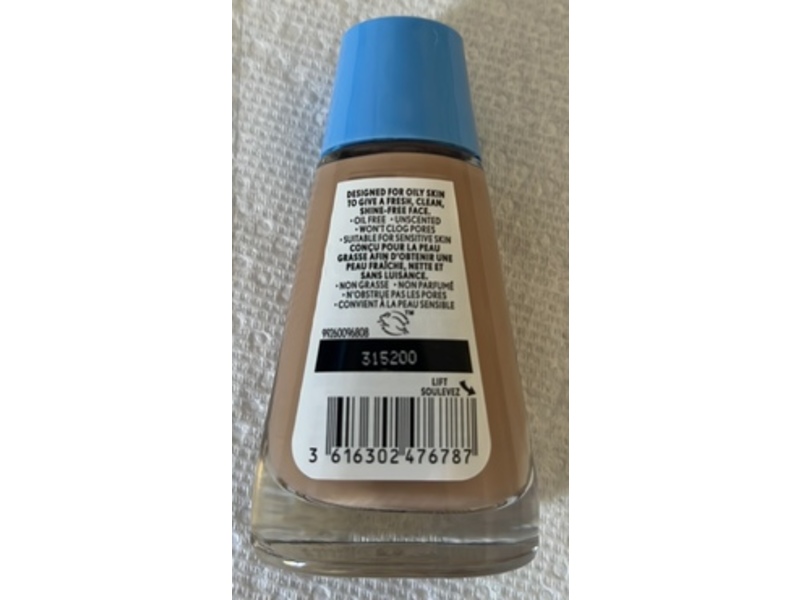 DESIGNED FOR OILY SKIN
TO GIVE A FRESH, CLEAN,
SHINE-FREE FACE.
• OIL FREE • UNSCENTED
• WON'T CLOG PORES
• SUITABLE FOR SENSITIVE SKIN
CONÇU POUR LA PEAU
GRASSE AFIN D'OBTENIR UNE
PEAU FRAÎCHE, NETTE ET
SANS LUISANCE.
• NON GRASSE • NON PARFUMÉ
• N'OBSTRUE PAS LES PORES
• CONVIENT À LA PEAU SENSIBLE
TM
99260096808
315200
LIFT
SOULEVEZ
3 616302 476787